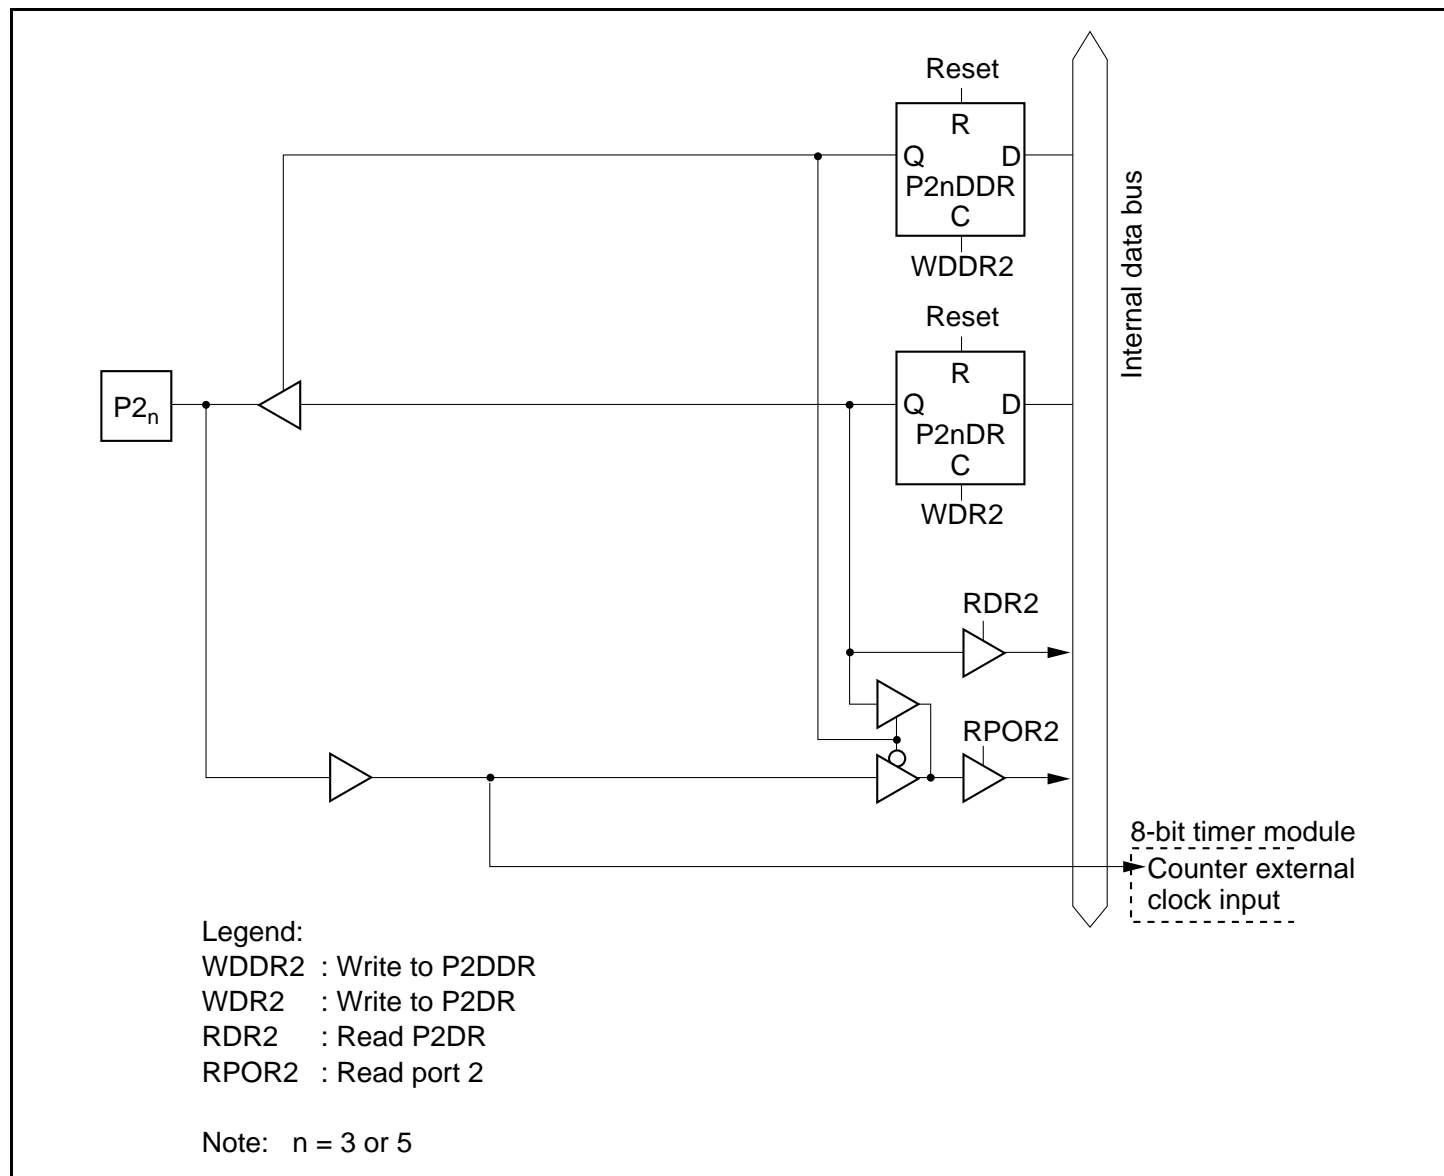 Reset
R
Q D
P2nDDR
C
WDDR2
Internal data bus
Reset
R
P2n
Q D
P2nDR
C
WDR2
RDR2
RPOR2
8-bit timer module
Counter external
clock input
Legend:
WDDR2 : Write to P2DDR
WDR2 : Write to P2DR
RDR2 : Read P2DR
RPOR2 : Read port 2
Note: n = 3 or 5